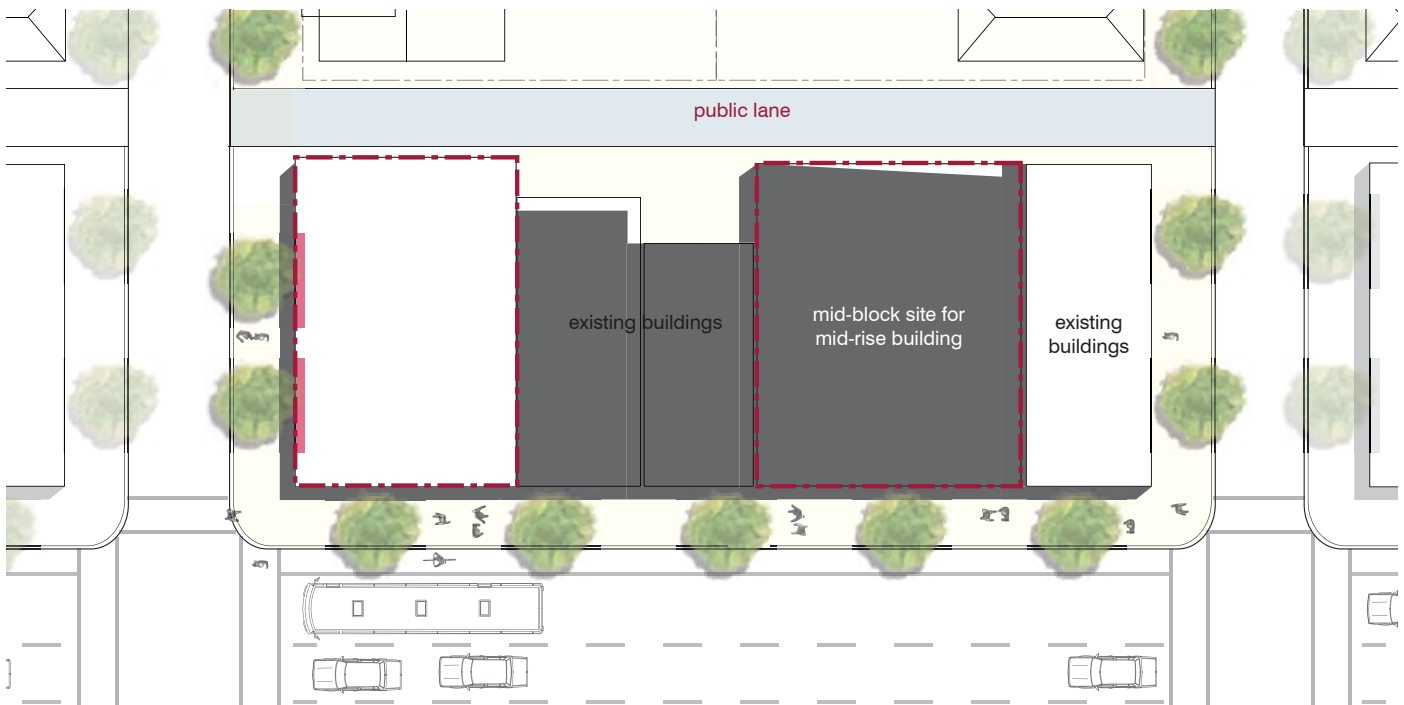 public lane
existing buildings
mid-block site for
mid-rise building
existing
buildings